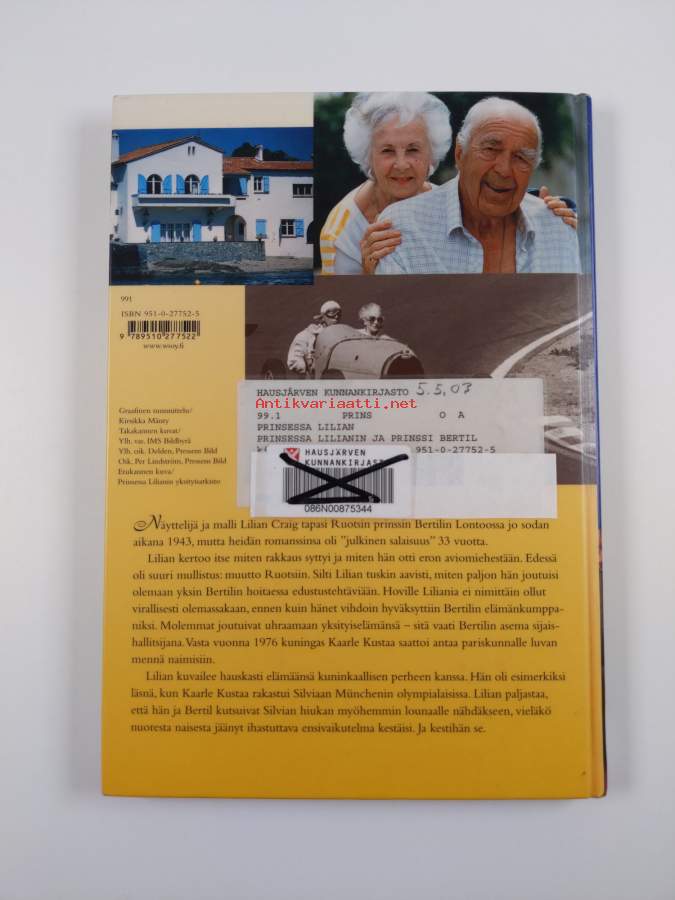 991
ISBN 951-0-27752-5
9 789510 277522
www.wsoy.fi
Graafinen suunnittelu/
Kirsikka Mänty
Takakannen kuvat/
Ylh. vas. IMS Bildbyrå
Ylh. oik. Delden, Pressens Bild
Oik. Per Lindström, Pressens Bild
Etukannen kuva/
Prinsessa Lilianin yksityisarkisto
HAUSJÄRVEN KUNNANKIRJASTO 5.5.03
Antikvariaatti.net
99.1 PRINS O A
PRINSESSA LILIAN
PRINSESSA LILIANIN JA PRINSSI BERTIL
951-0-27752-5
HAUSJÄRVEN
KUNNANKIRJASTO
086N00875344
Näyttelijä ja malli Lilian Craig tapasi Ruotsin prinssin Bertilin Lontoossa jo sodan
aikana 1943, mutta heidän romanssinsa oli ”julkinen salaisuus” 33 vuotta.
Lilian kertoo itse miten rakkaus syttyi ja miten hän otti eron aviomiehestään. Edessä
oli suuri mullistus: muutto Ruotsiin. Silti Lilian tuskin aavisti, miten paljon hän joutuisi
olemaan yksin Bertilin hoitaessa edustustehtäviään. Hoville Liliania ei nimittäin ollut
virallisesti olemassakaan, ennen kuin hänet vihdoin hyväksyttiin Bertilin elämänkumppa-
niksi. Molemmat joutuivat uhraamaan yksityiselämänsä – sitä vaati Bertilin asema sijais-
hallitsijana. Vasta vuonna 1976 kuningas Kaarle Kustaa saattoi antaa pariskunnalle luvan
mennä naimisiin.
Lilian kuvailee hauskasti elämäänsä kuninkaallisen perheen kanssa. Hän oli esimerkiksi
läsnä, kun Kaarle Kustaa rakastui Silviaan Münchenin olympialaisissa. Lilian paljastaa,
että hän ja Bertil kutsuivat Silvian hiukan myöhemmin lounaalle nähdäkseen, vieläkö
nuoresta naisesta jäänyt ihastuttava ensivaikutelma kestäisi. Ja kestihän se.